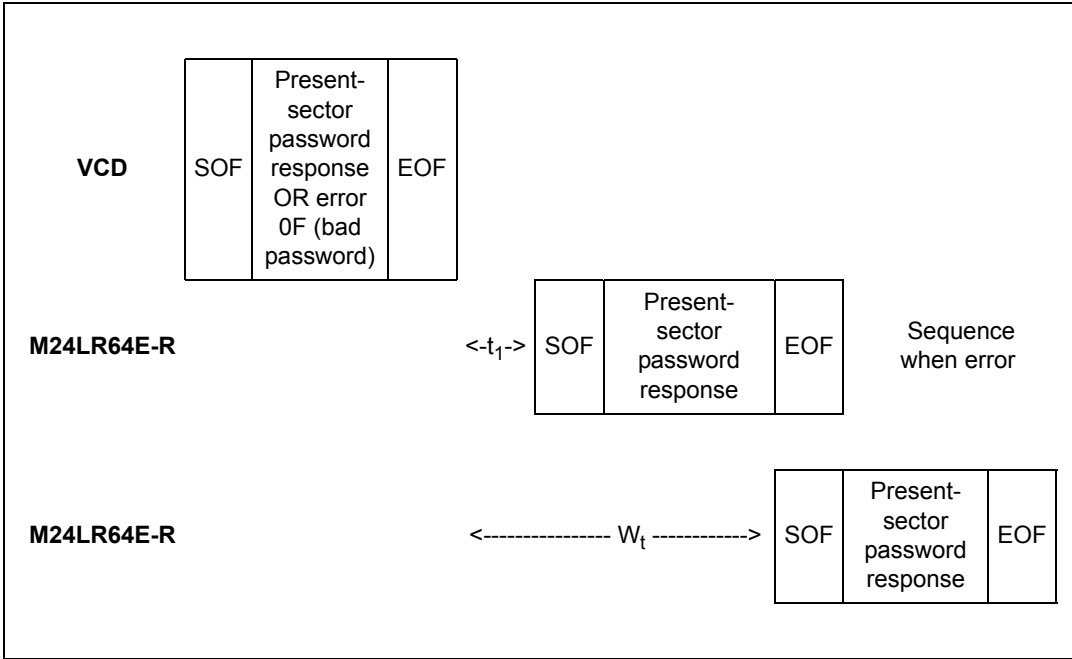 VCD
SOF
Present-
sector
password
response
OR error
0F (bad
password)
EOF
M24LR64E-R
<-t1->
SOF
Present-
sector
password
response
EOF
Sequence
when error
M24LR64E-R
<---------------- Wt ------------>
SOF
Present-
sector
password
response
EOF